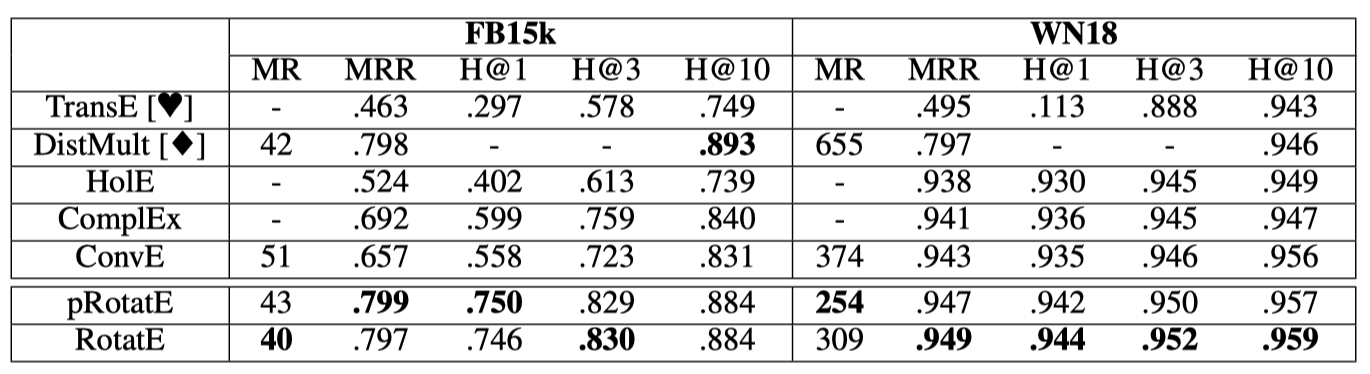 FB15k WN18
MR MRR H@1 H@3 H@10 MR MRR H@1 H@3 H@10
TransE [♥] - .463 .297 .578 .749 - .495 .113 .888 .943
DistMult [♦] 42 .798 - - .893 655 .797 - - .946
HolE - .524 .402 .613 .739 - .938 .930 .945 .949
ComplEx - .692 .599 .759 .840 - .941 .936 .945 .947
ConvE 51 .657 .558 .723 .831 374 .943 .935 .946 .956
pRotatE 43 .799 .750 .829 .884 254 .947 .942 .950 .957
RotatE 40 .797 .746 .830 .884 309 .949 .944 .952 .959